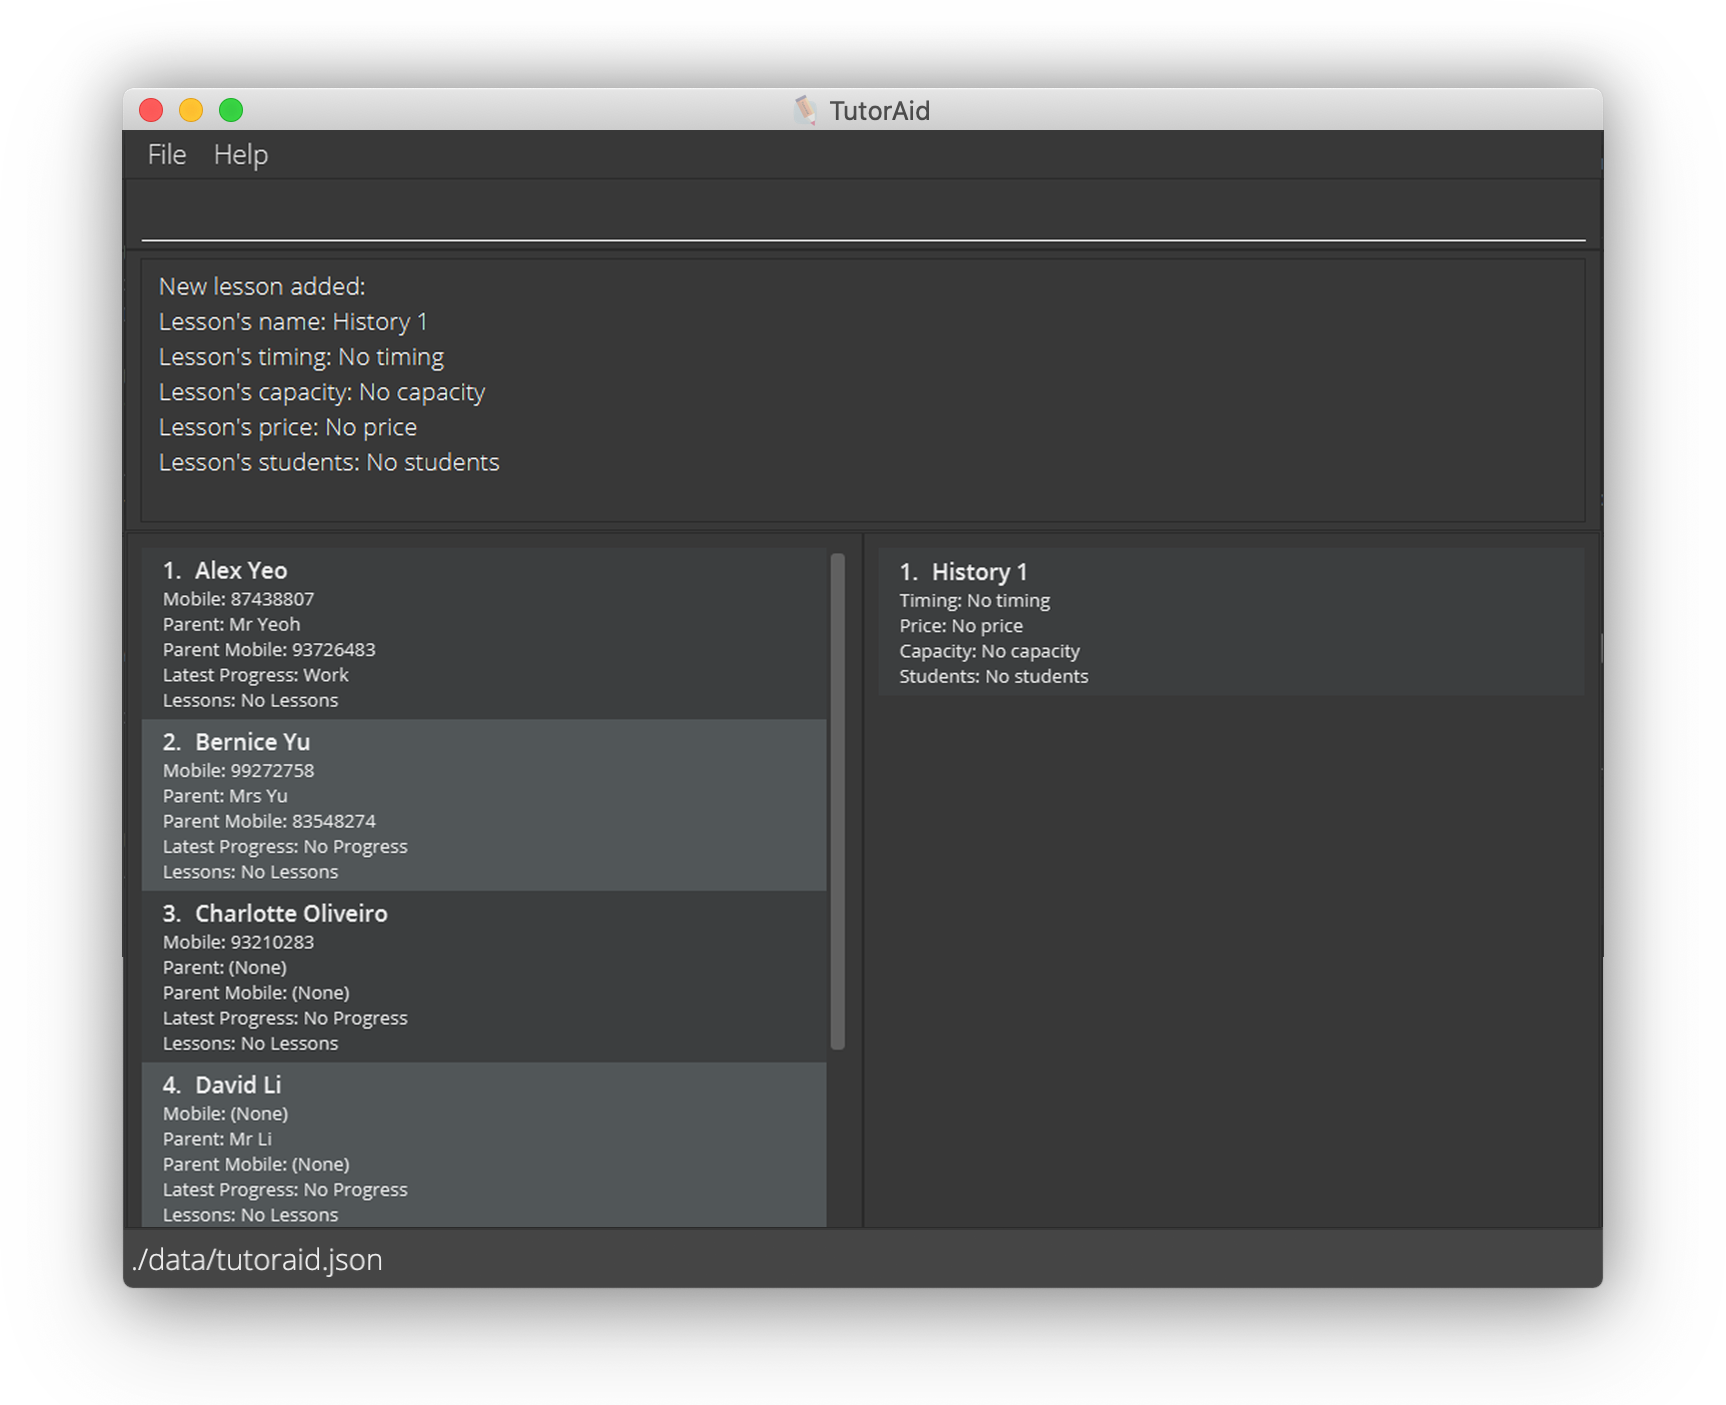 TutorAid
File Help
New lesson added:
Lesson's name: History 1
Lesson's timing: No timing
Lesson's capacity: No capacity
Lesson's price: No price
Lesson's students: No students
1. Alex Yeo
Mobile: 87438807
Parent: Mr Yeoh
Parent Mobile: 93726483
Latest Progress: Work
Lessons: No Lessons
2. Bernice Yu
Mobile: 99272758
Parent: Mrs Yu
Parent Mobile: 83548274
Latest Progress: No Progress
Lessons: No Lessons
3. Charlotte Oliveiro
Mobile: 93210283
Parent: (None)
Parent Mobile: (None)
Latest Progress: No Progress
Lessons: No Lessons
4. David Li
Mobile: (None)
Parent: Mr Li
Parent Mobile: (None)
Latest Progress: No Progress
Lessons: No Lessons
1. History 1
Timing: No timing
Price: No price
Capacity: No capacity
Students: No students
./data/tutoraid.json